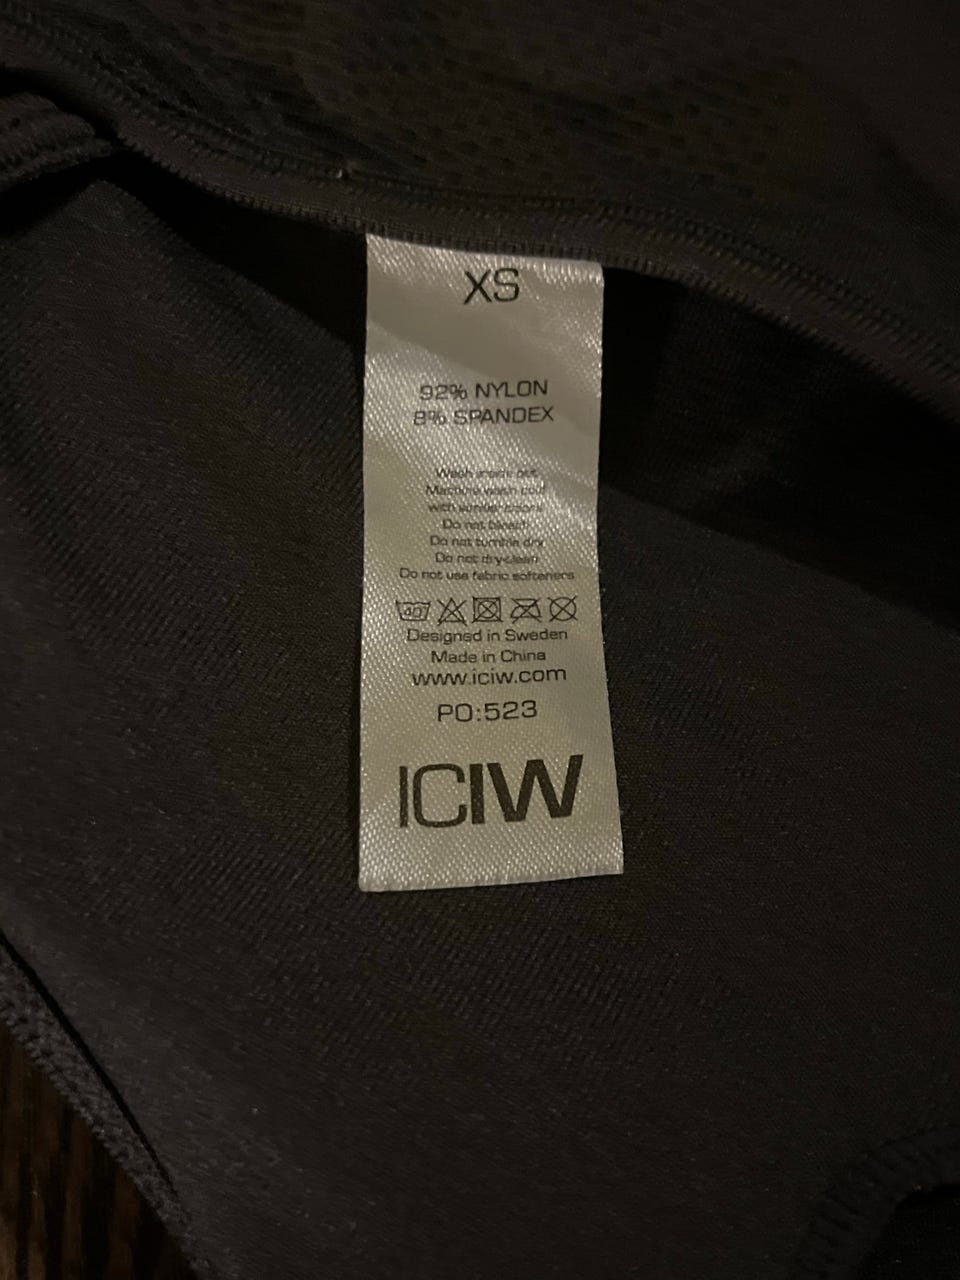 XS
92% NYLON
8% SPANDEX
Wash inside out
Machine wash cold
with similar colors
Do not bleach
Do not tumble dry
Do not dry-clean
Do not use fabric softeners
40°
Designed in Sweden
Made in China
www.iciw.com
PO:523
ICIW